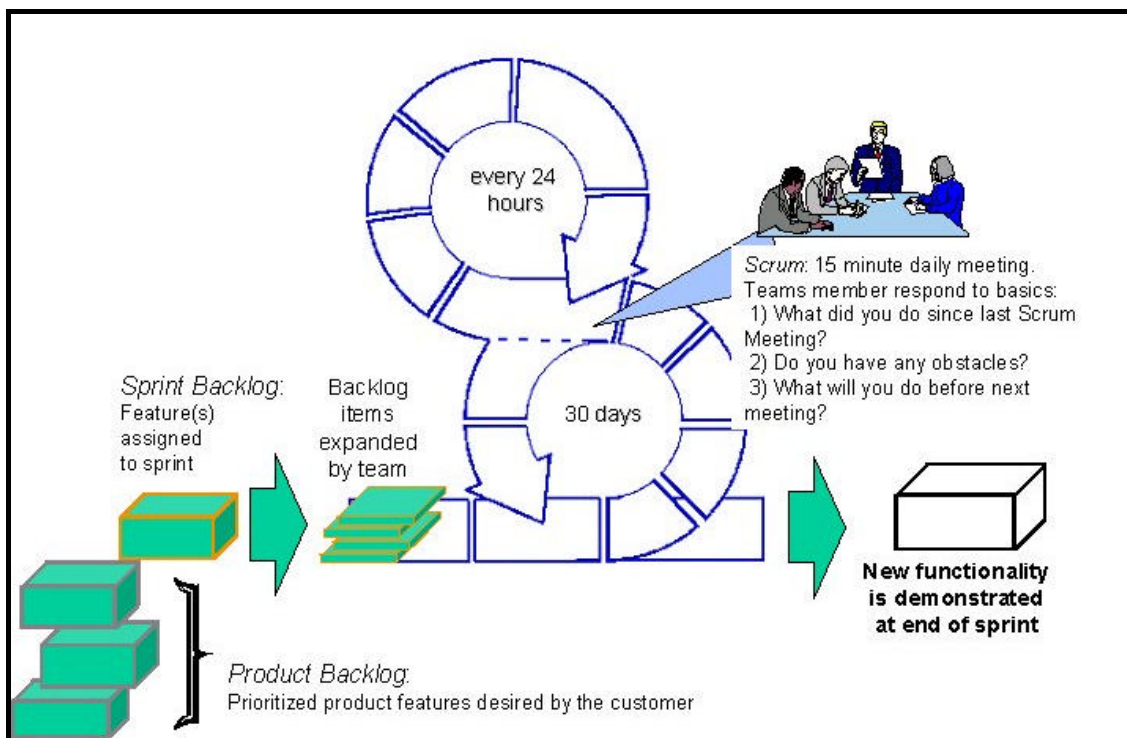 every 24
hours
Scrum: 15 minute daily meeting.
Teams member respond to basics:
1) What did you do since last Scrum
Meeting?
2) Do you have any obstacles?
3) What will you do before next
meeting?
Sprint Backlog:
Feature(s)
assigned
to sprint
Backlog
items
expanded
by team
30 days
New functionality
is demonstrated
at end of sprint
Product Backlog:
Prioritized product features desired by the customer